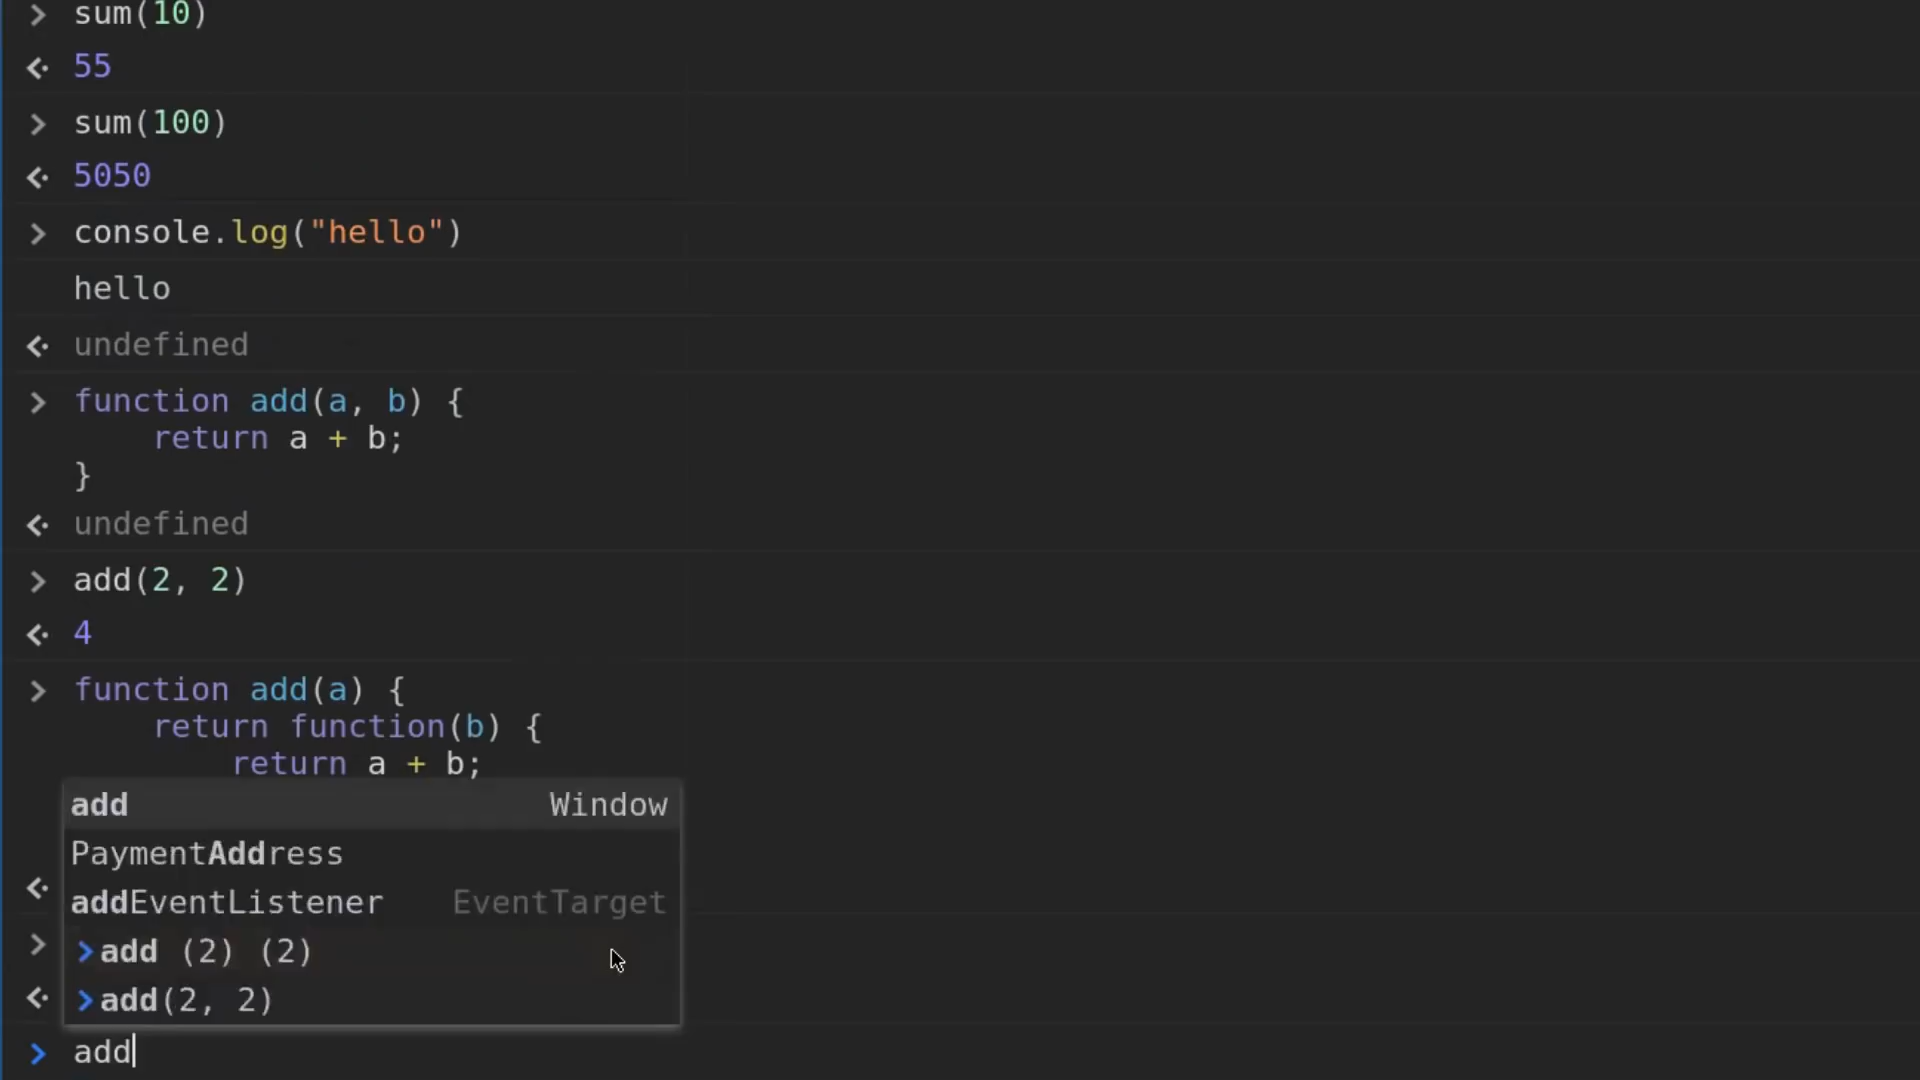 > sum(10)
55
> sum(100)
5050
> console.log("hello")
hello
undefined
> function add(a, b) {
return a + b;
}
undefined
> add(2, 2)
4
> function add(a) {
return function(b) {
return a + b;
add Window
PaymentAddress
addEventListener EventTarget
> add (2) (2)
> add(2, 2)
> add